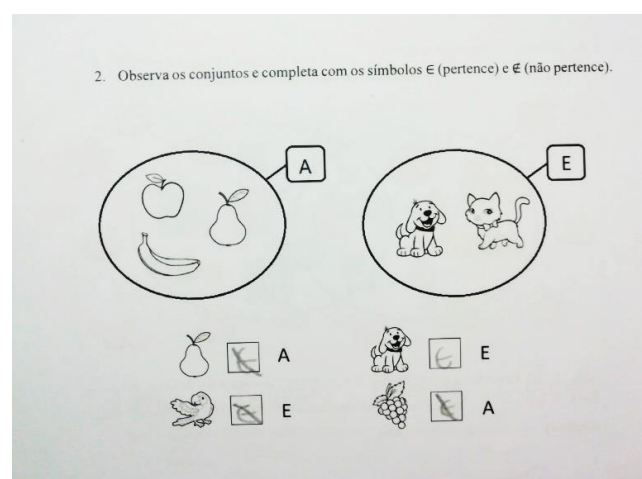 2. Observa os conjuntos e completa com os símbolos ∈ (pertence) e ∉ (não pertence).
A E
∉ A ∈ E
∉ E ∉ A